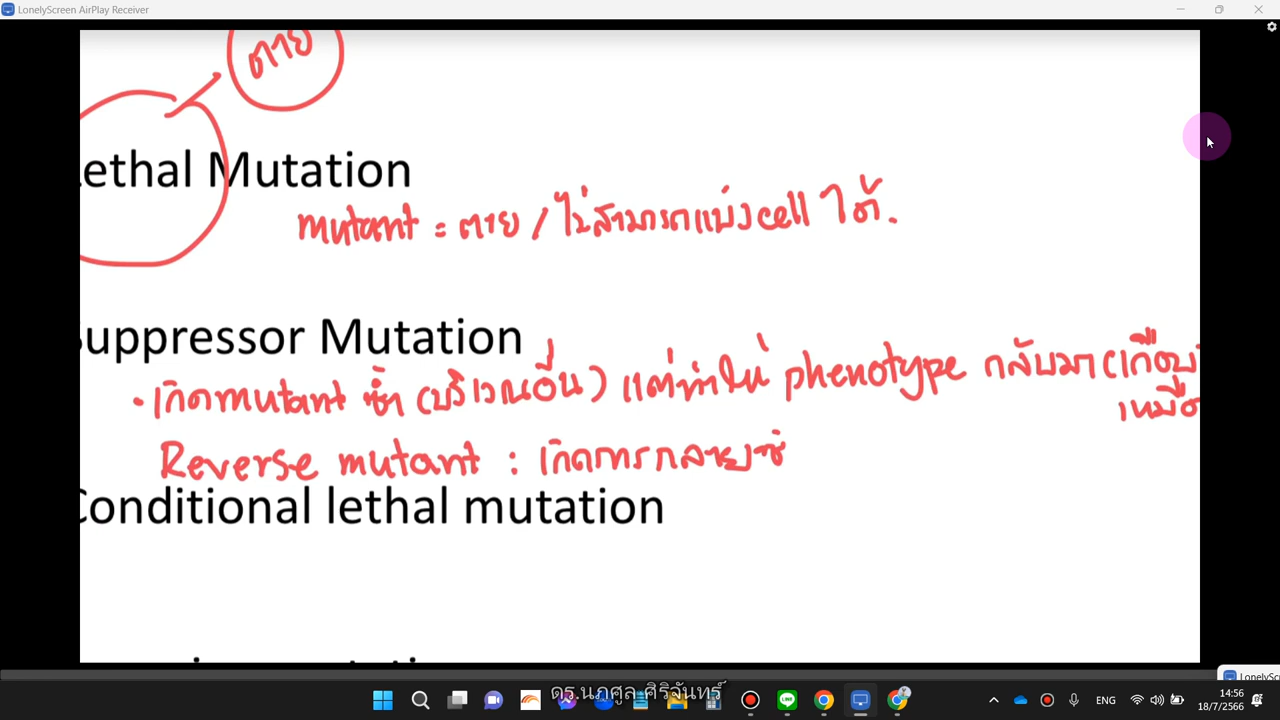 LonelyScreen AirPlay Receiver
ตาย
Lethal Mutation
mutant = ตาย / ไม่สามารถแบ่ง cell ได้.
Suppressor Mutation
• เกิด mutant ซ้ำ (บริเวณอื่น) แต่ทำให้ phenotype กลับมา (เกือบ
เหมือ
Reverse mutant : เกิดการกลายซ้
Conditional lethal mutation
LonelySc
ดร.นภศูล ศิริจันทร์
ENG
14:56
18/7/2566